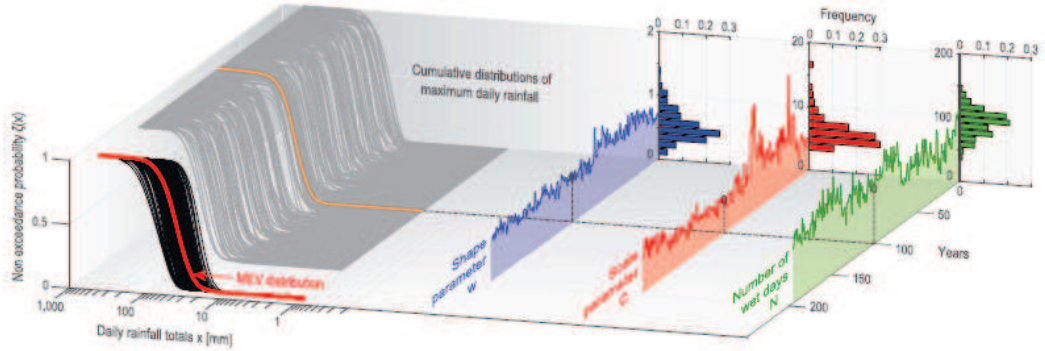 Frequency
0 0.1 0.2 0.3
0 0.1 0.2 0.3
0 0.1 0.2 0.3
2
1
0
20
10
0
200
100
0
Cumulative distributions of
maximum daily rainfall
Non exceedance probability ζ(x)
1
0.5
0
MEV distribution
1,000
100
10
1
Daily rainfall totals x [mm]
Shape
parameter
w
Scale
parameter
C
Number of
wet days
N
0
0
0
50
100
150
200
Years